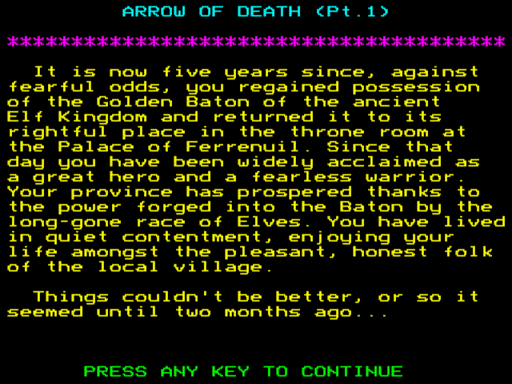 ARROW OF DEATH (Pt.1)
***************************************
It is now five years since, against
fearful odds, you regained possession
of the Golden Baton of the ancient
Elf Kingdom and returned it to its
rightful place in the throne room at
the Palace of Ferrenuil. Since that
day you have been widely acclaimed as
a great hero and a fearless warrior.
Your province has prospered thanks to
the power forged into the Baton by the
long-gone race of Elves. You have lived
in quiet contentment, enjoying your
life amongst the pleasant, honest folk
of the local village.
Things couldn't be better, or so it
seemed until two months ago...
PRESS ANY KEY TO CONTINUE